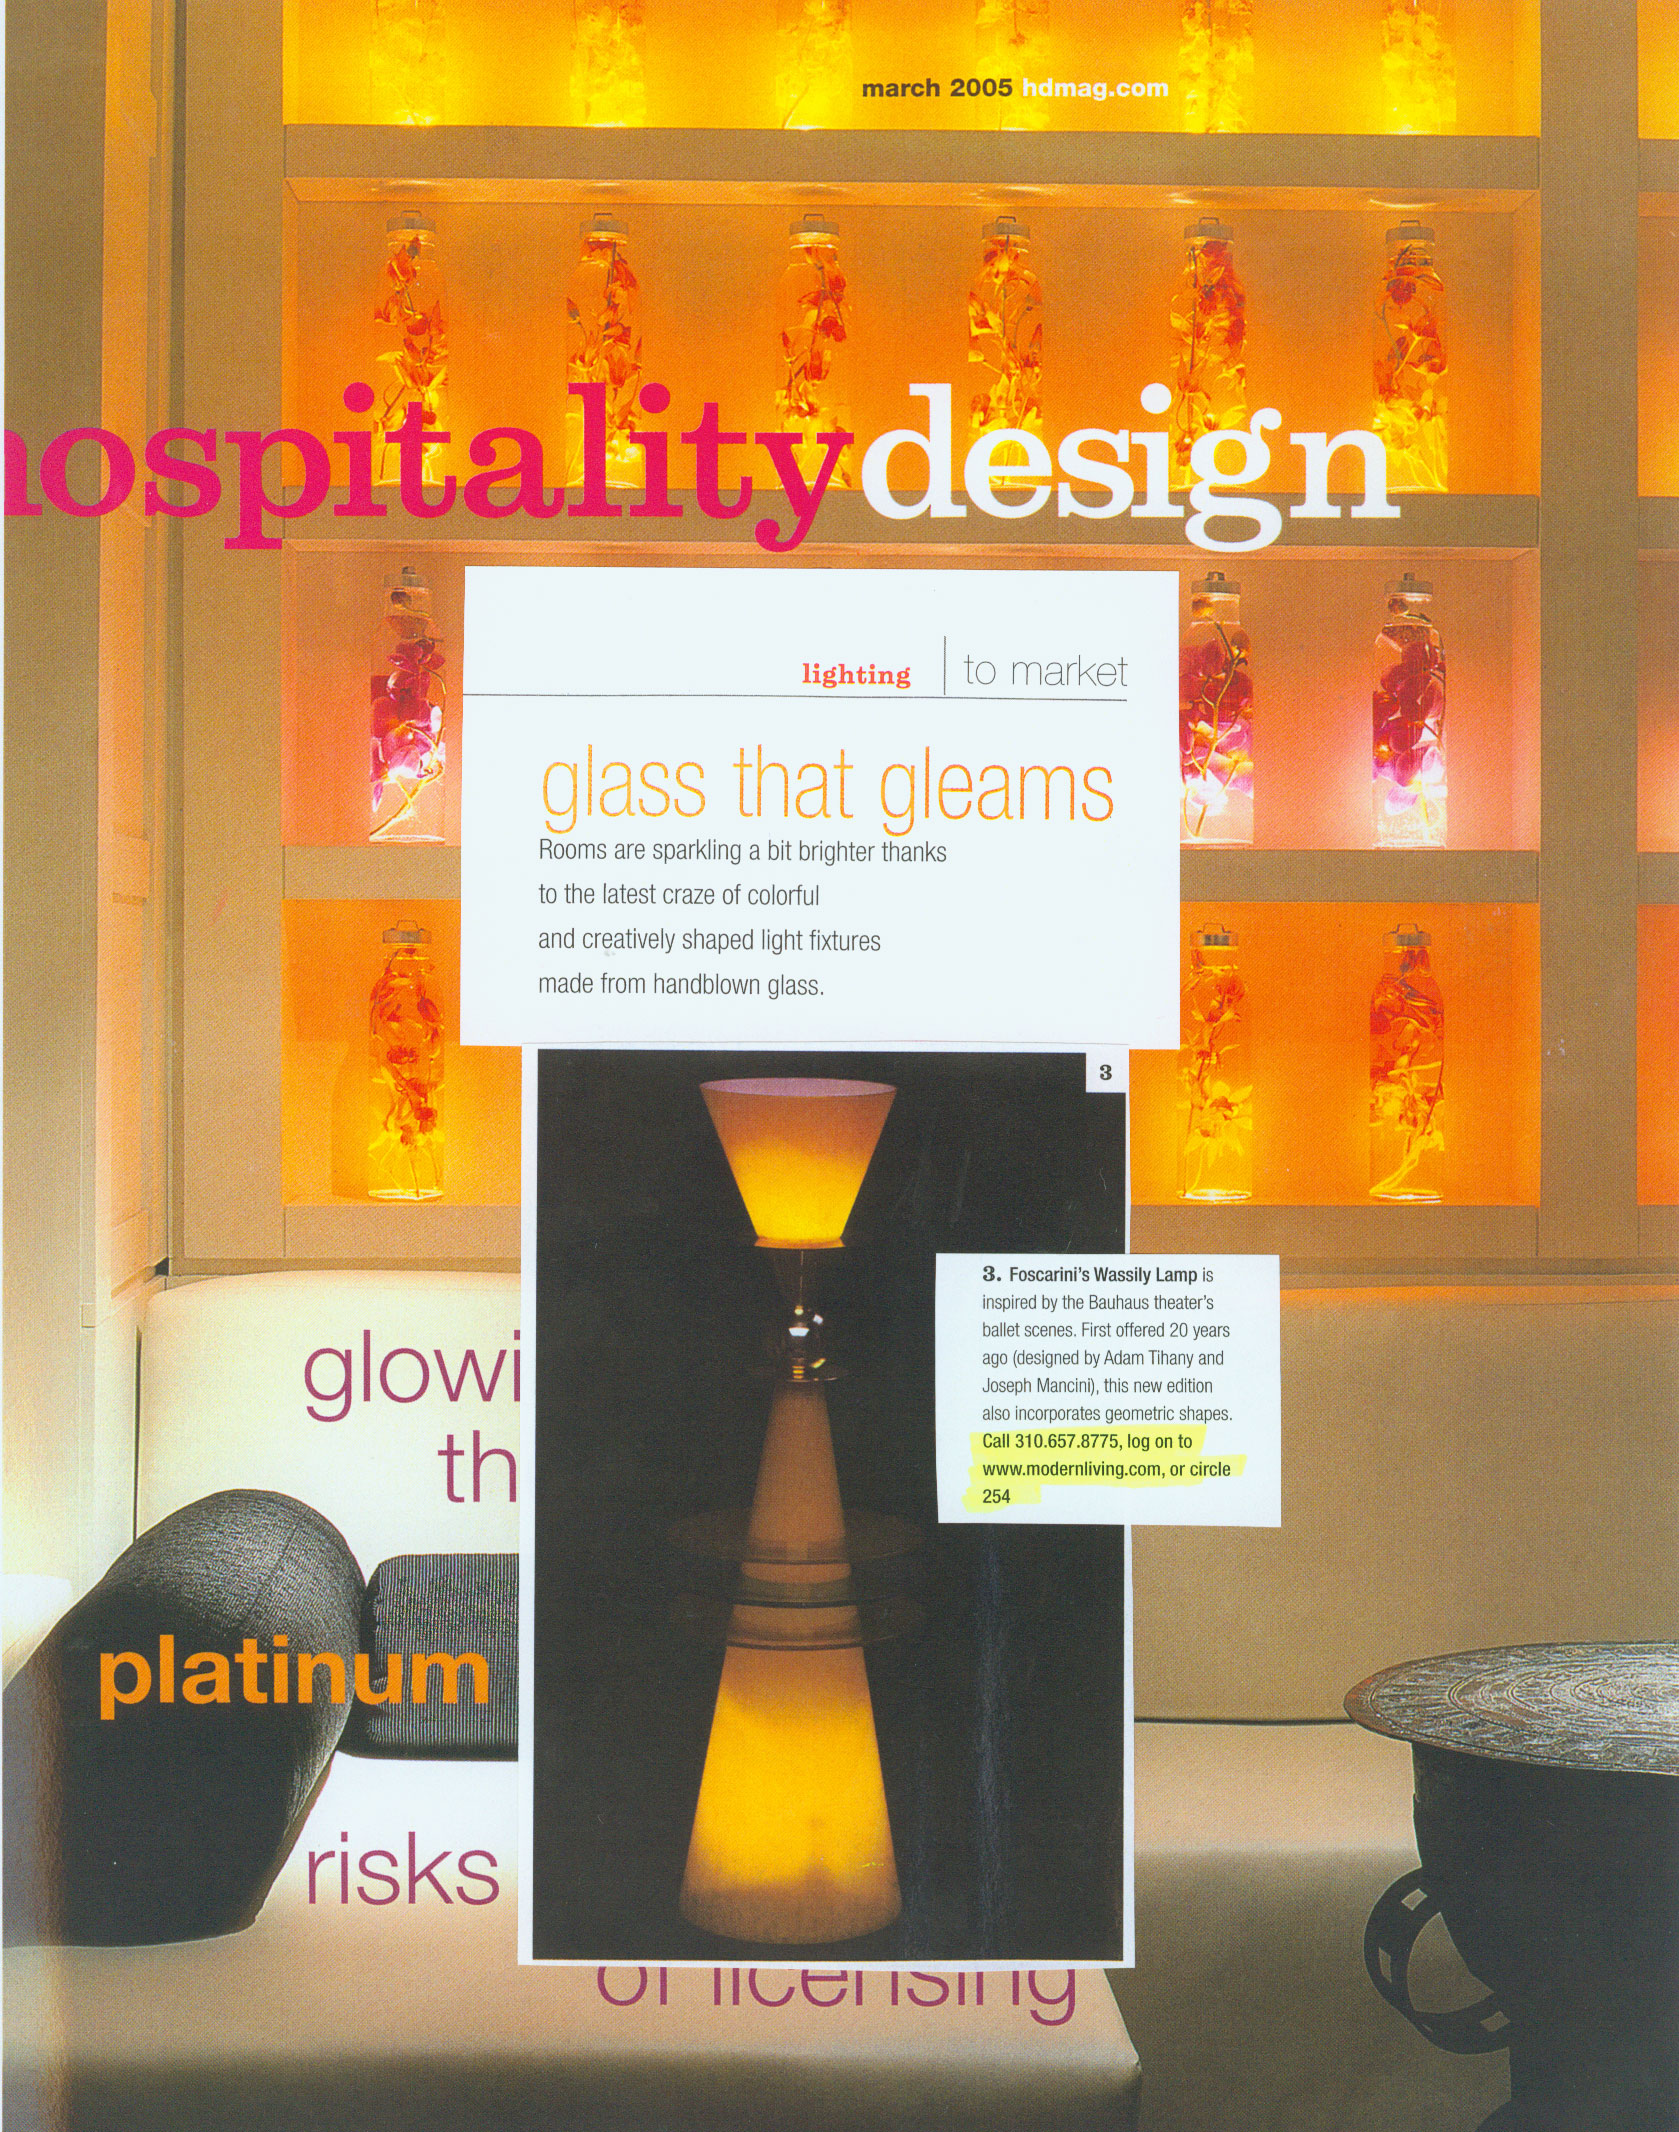 march 2005 hdmag.com
hospitalitydesign
lighting to market
glass that gleams
Rooms are sparkling a bit brighter thanks
to the latest craze of colorful
and creatively shaped light fixtures
made from handblown glass.
3
3. Foscarini's Wassily Lamp is
inspired by the Bauhaus theater's
ballet scenes. First offered 20 years
ago (designed by Adam Tihany and
Joseph Mancini), this new edition
also incorporates geometric shapes.
Call 310.657.8775, log on to
www.modernliving.com, or circle
254
glowi
th
platinum
risks
of licensing